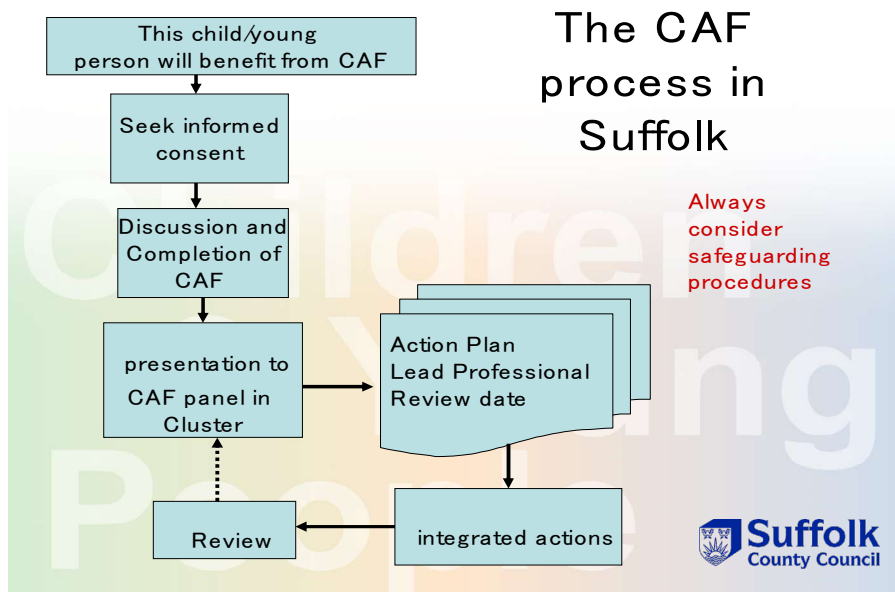 This child/young
person will benefit from CAF
The CAF
process in
Suffolk
Seek informed
consent
Always
consider
safeguarding
procedures
Discussion and
Completion of
CAF
presentation to
CAF panel in
Cluster
Action Plan
Lead Professional
Review date
Review
integrated actions
Suffolk
County Council
Children
& Young
People